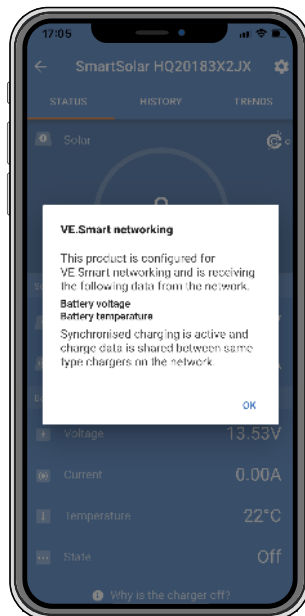 17:05
SmartSolar HQ20183X2JX
STATUS HISTORY TRENDS
Solar
VE.Smart networking
This product is configured for
VE Smart networking and is receiving
the following data from the network.
Battery voltage
Battery temperature
Synchronised charging is active and
charge data is shared between same
type chargers on the network.
OK
Voltage 13.53V
Current 0.00A
Temperature 22°C
State Off
Why is the charger off?